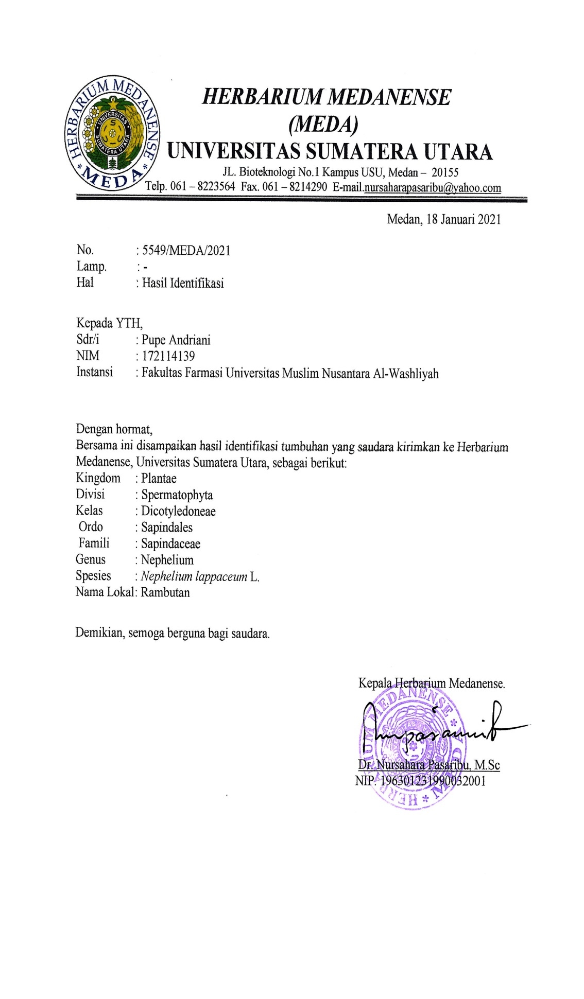 HERBARIUM MEDANENSE
MEDA
UNIVERSITAS
SUMATERA UTARA
HERBARIUM MEDANENSE
(MEDA)
UNIVERSITAS SUMATERA UTARA
JL. Bioteknologi No.1 Kampus USU, Medan – 20155
Telp. 061 – 8223564 Fax. 061 – 8214290 E-mail.nursaharapasaribu@yahoo.com
Medan, 18 Januari 2021
No. : 5549/MEDA/2021
Lamp. : -
Hal : Hasil Identifikasi
Kepada YTH,
Sdr/i : Pupe Andriani
NIM : 172114139
Instansi : Fakultas Farmasi Universitas Muslim Nusantara Al-Washliyah
Dengan hormat,
Bersama ini disampaikan hasil identifikasi tumbuhan yang saudara kirimkan ke Herbarium
Medanense, Universitas Sumatera Utara, sebagai berikut:
Kingdom : Plantae
Divisi : Spermatophyta
Kelas : Dicotyledoneae
Ordo : Sapindales
Famili : Sapindaceae
Genus : Nephelium
Spesies : Nephelium lappaceum L.
Nama Lokal: Rambutan
Demikian, semoga berguna bagi saudara.
Kepala Herbarium Medanense.
HERBARIUM MEDANENSE
Dr. Nursahara Pasaribu, M.Sc
NIP. 196301231990032001